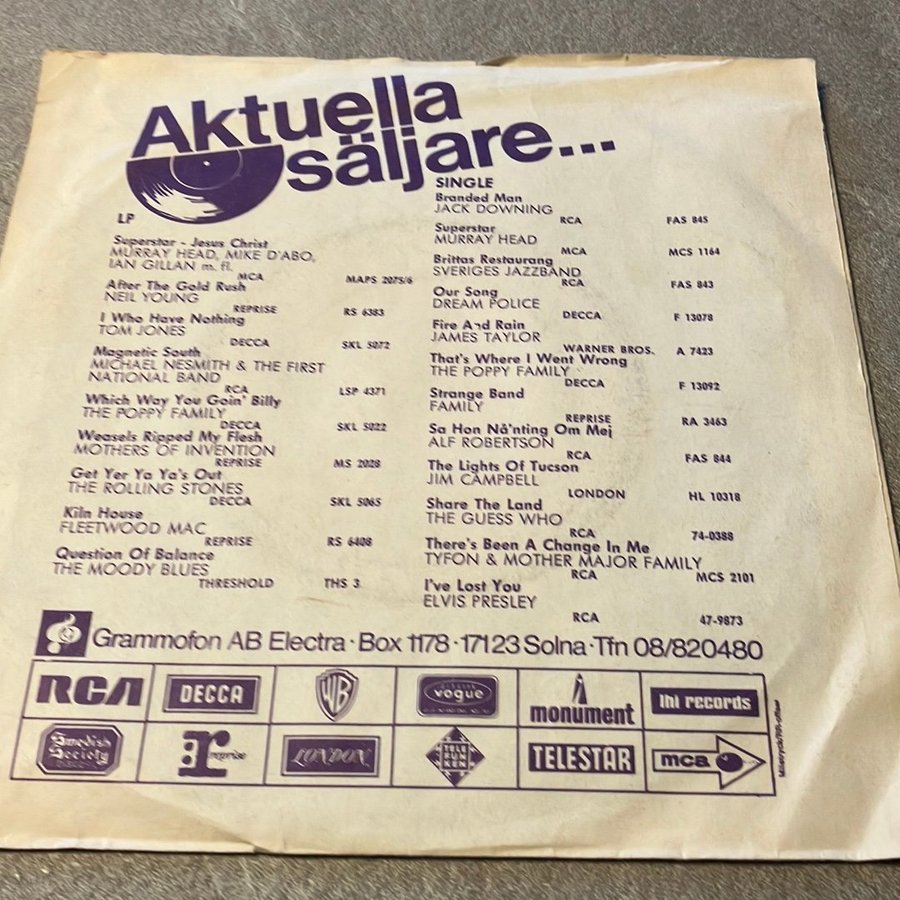 Aktuella
säljare...
LP
Superstar - Jesus Christ
MURRAY HEAD, MIKE D'ABO,
IAN GILLAN m. fl.
MCA MAPS 2075/6
After The Gold Rush
NEIL YOUNG
REPRISE RS 6383
I Who Have Nothing
TOM JONES
DECCA SKL 5072
Magnetic South
MICHAEL NESMITH & THE FIRST
NATIONAL BAND
RCA LSP 4371
Which Way You Goin' Billy
THE POPPY FAMILY
DECCA SKL 5022
Weasels Ripped My Flesh
MOTHERS OF INVENTION
REPRISE MS 2028
Get Yer Ya Ya's Out
THE ROLLING STONES
DECCA SKL 5065
Kiln House
FLEETWOOD MAC
REPRISE RS 6408
Question Of Balance
THE MOODY BLUES
THRESHOLD THS 3
SINGLE
Branded Man
JACK DOWNING
RCA FAS 845
Superstar
MURRAY HEAD
MCA MCS 1164
Brittas Restaurang
SVERIGES JAZZBAND
RCA FAS 843
Our Song
DREAM POLICE
DECCA F 13078
Fire And Rain
JAMES TAYLOR
WARNER BROS. A 7423
That's Where I Went Wrong
THE POPPY FAMILY
DECCA F 13092
Strange Band
FAMILY
REPRISE RA 3463
Sa Hon Nå'nting Om Mej
ALF ROBERTSON
RCA FAS 844
The Lights Of Tucson
JIM CAMPBELL
LONDON HL 10318
Share The Land
THE GUESS WHO
RCA 74-0388
There's Been A Change In Me
TYFON & MOTHER MAJOR FAMILY
RCA MCS 2101
I've Lost You
ELVIS PRESLEY
RCA 47-9873
Grammofon AB Electra · Box 1178 · 171 23 Solna · Tfn 08/820480
RCA DECCA WB vogue monument lhi records
Swedish Society reprise LONDON TELEFUNKEN TELESTAR mca